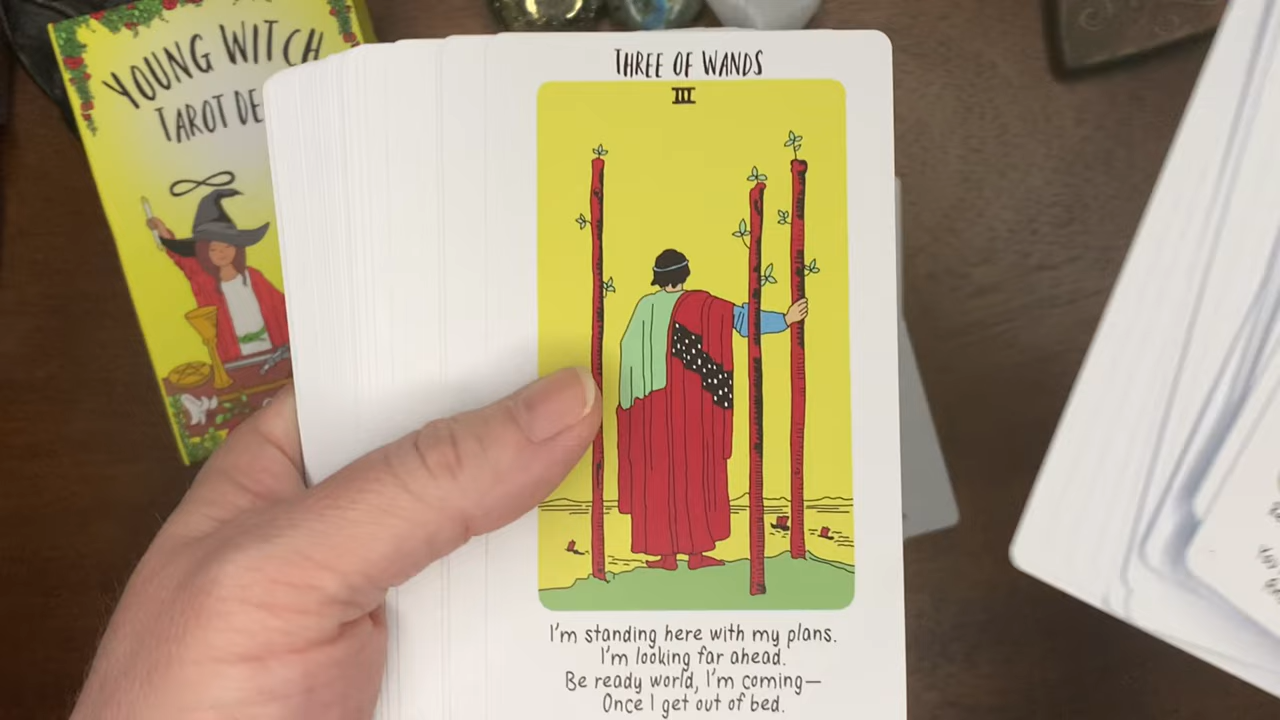 YOUNG WITCH
TAROT
THREE OF WANDS
III
I'm standing here with my plans.
I'm looking far ahead.
Be ready world, I'm coming—
Once I get out of bed.